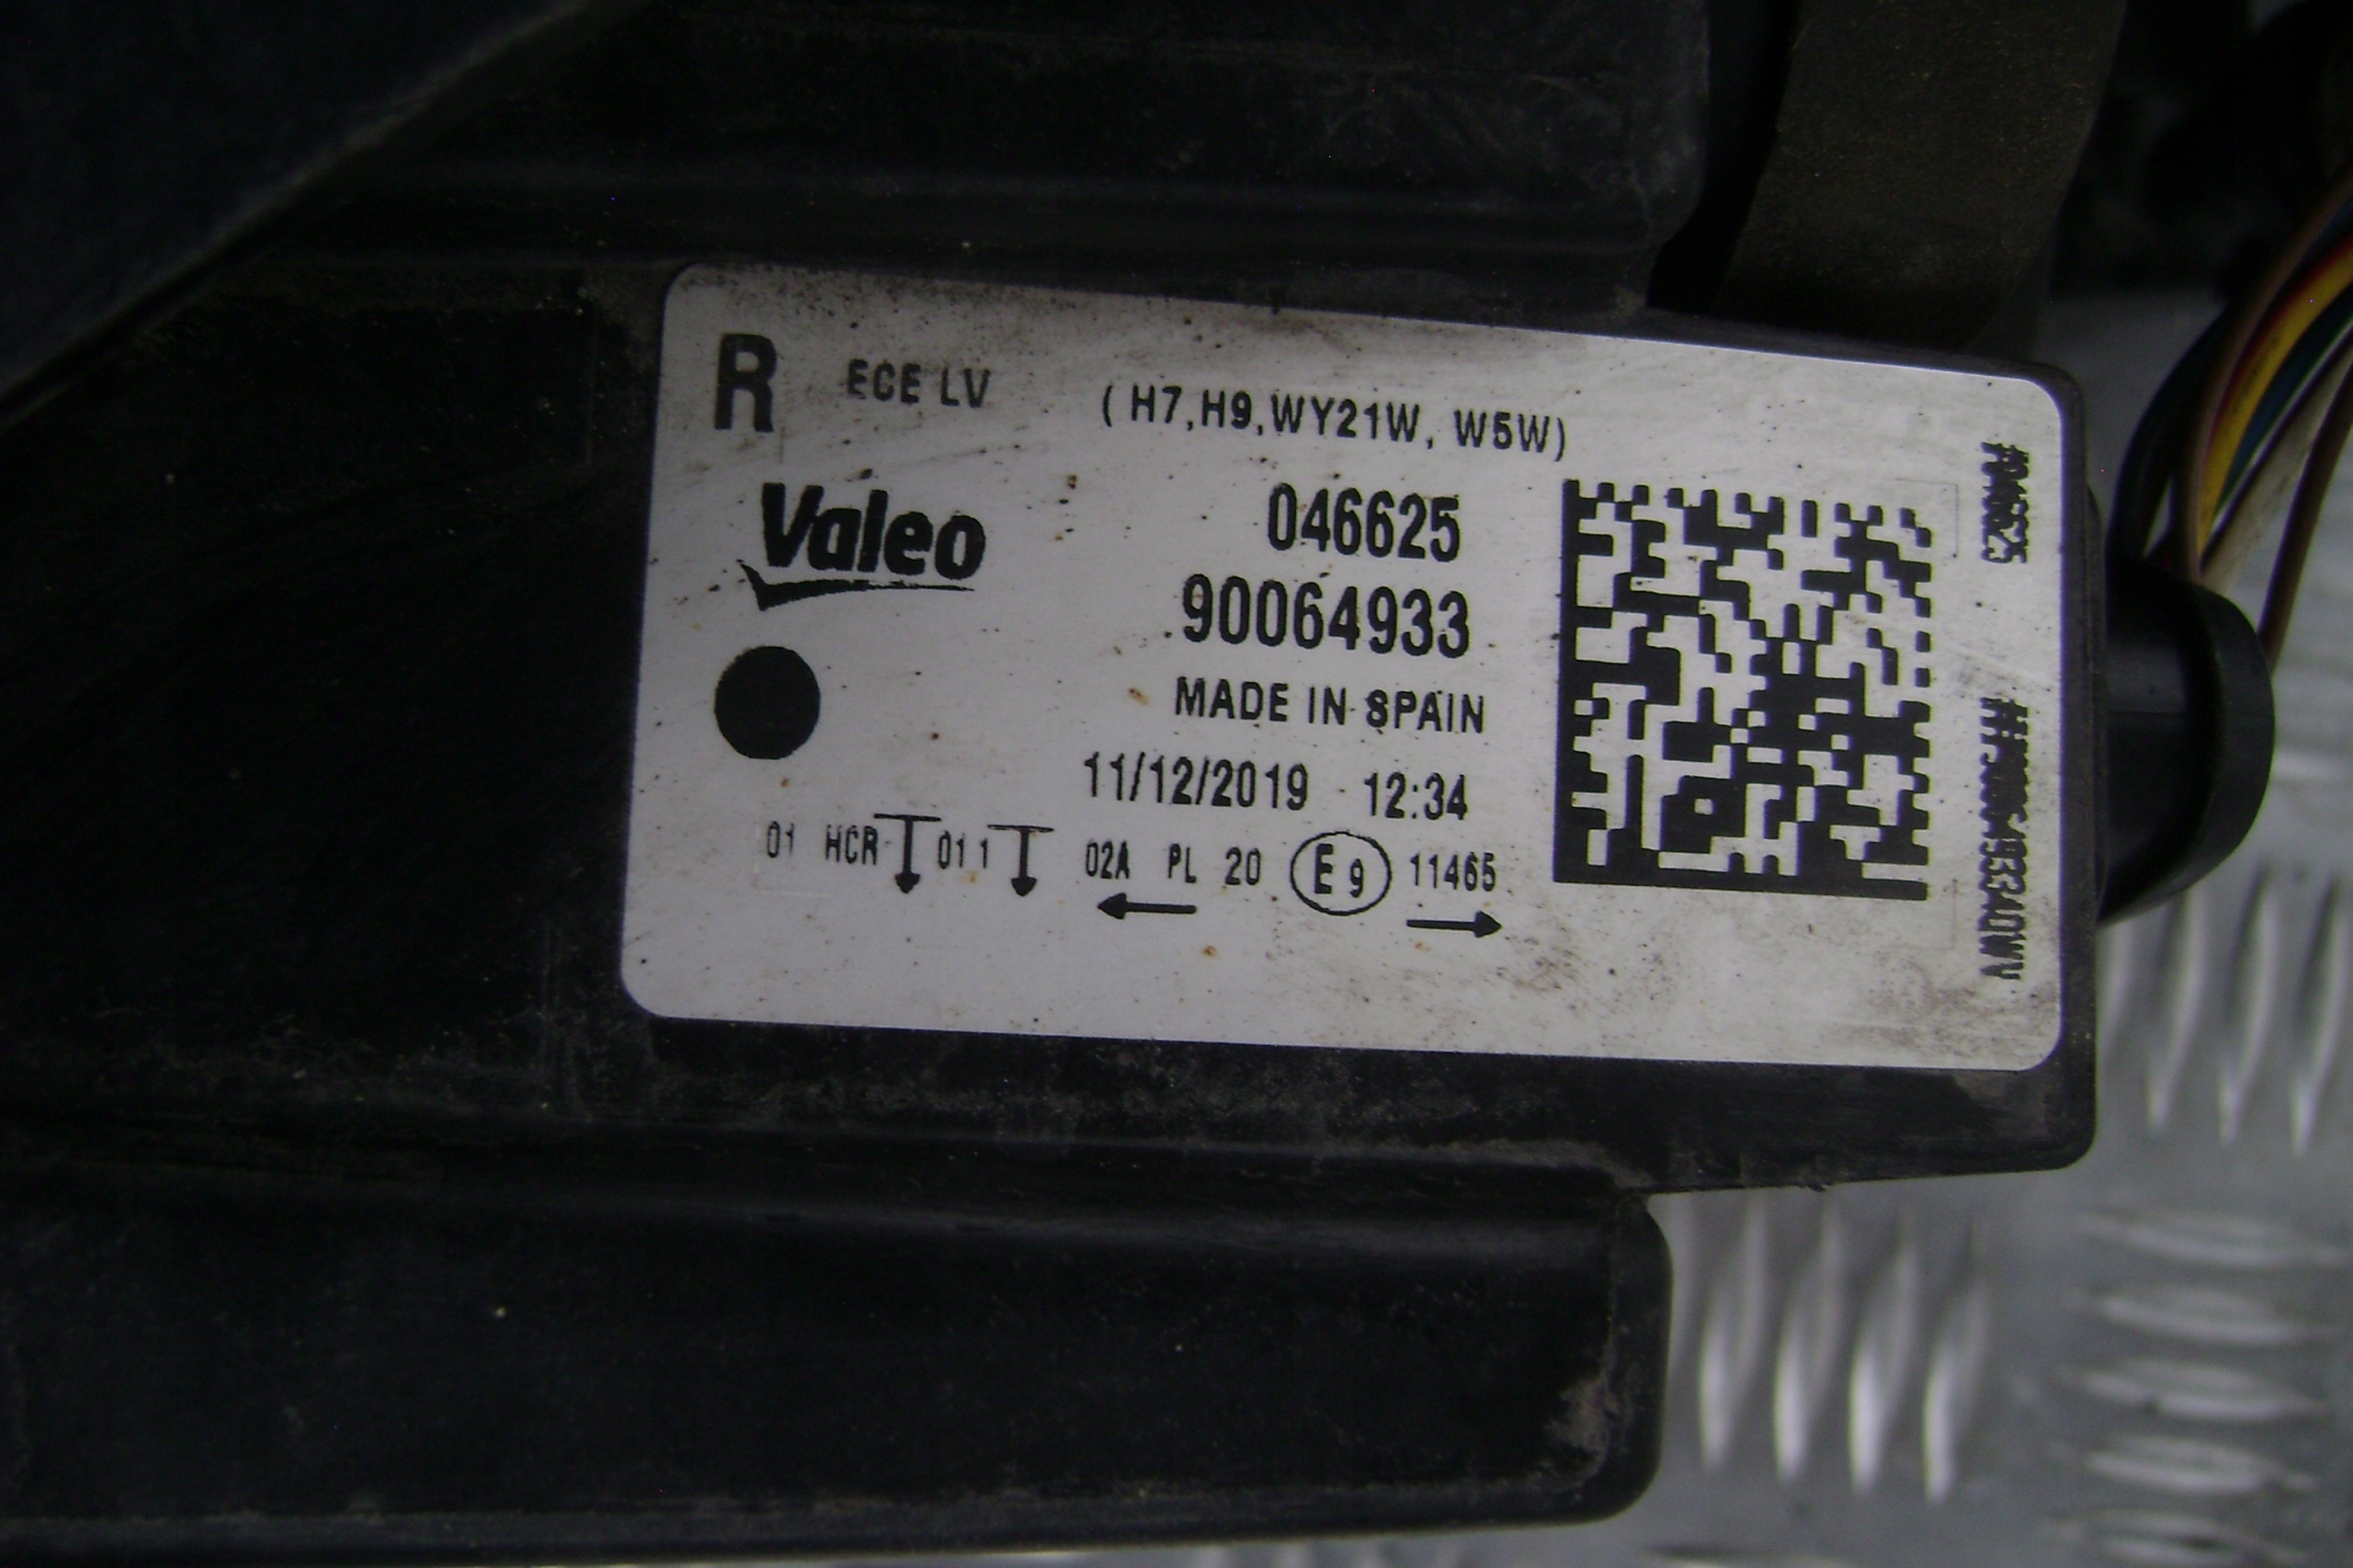 R ECE LV ( H7,H9,WY21W, W5W)
Valeo 046625
90064933
MADE IN SPAIN
11/12/2019 12:34
01 HCR 01 1 02A PL 20 E9 11465
#046625